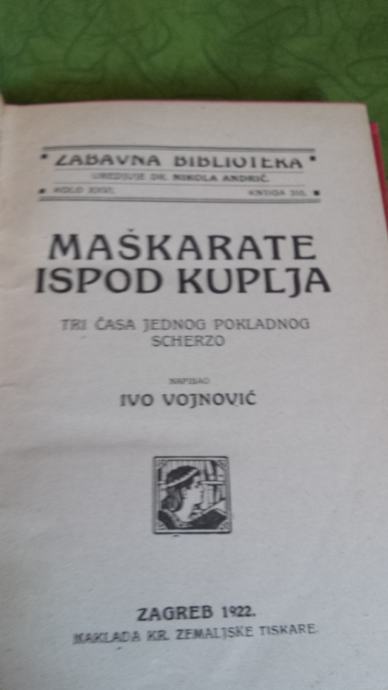 ZABAVNA BIBLIOTEKA
UREDJUJE DR. NIKOLA ANDRIĆ.
KOLO XXVI. KNJIGA 310.
MAŠKARATE
ISPOD KUPLJA
TRI ČASA JEDNOG POKLADNOG
SCHERZO
NAPISAO
IVO VOJNOVIĆ
ZAGREB 1922.
NAKLADA KR. ZEMALJSKE TISKARE.